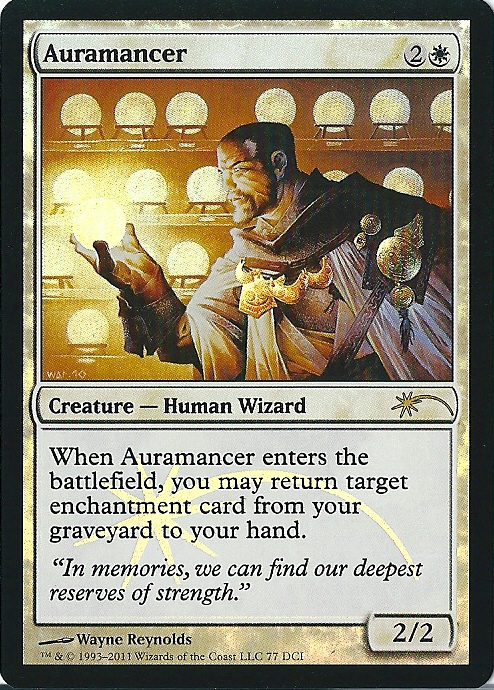 Auramancer 2
WAR·10
Creature — Human Wizard
When Auramancer enters the
battlefield, you may return target
enchantment card from your
graveyard to your hand.
“In memories, we can find our deepest
reserves of strength.”
Wayne Reynolds
2/2
™ & © 1993–2011 Wizards of the Coast LLC 77 DCI